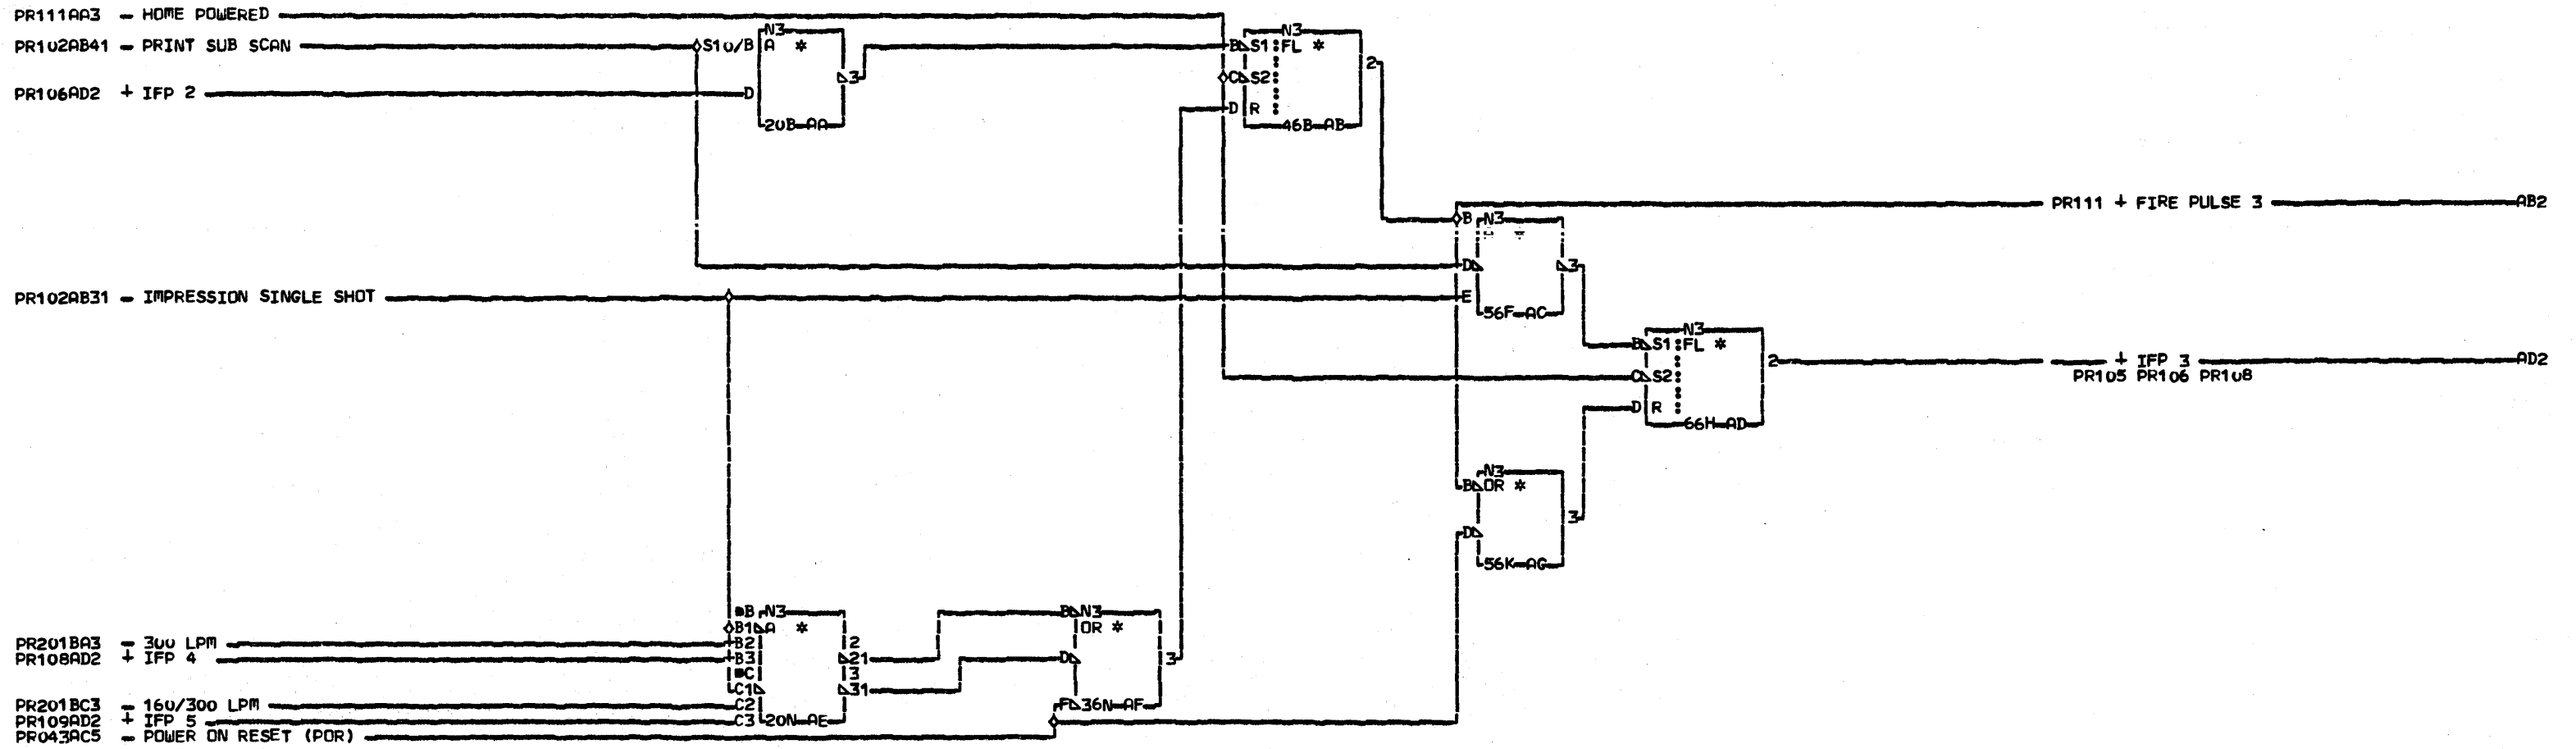 PR111AA3 - HOME POWERED
PR102AB41 - PRINT SUB SCAN
PR106AD2 + IFP 2
S10/B
N3
A *
D
3
20B-AA
N3
B S1 FL *
C S2
D R
2
46B-AB
PR111 + FIRE PULSE 3 AB2
B N3
D
3
PR102AB31 - IMPRESSION SINGLE SHOT
E
56F-AC
N3
B S1 FL *
2
C S2
D R
66H-AD
+ IFP 3 AD2
PR105 PR106 PR108
N3
B OR *
3
D
56K-AG
B N3
B1 A *
B2 2
B3 21
C 3
C1 31
C2
C3 20N-AE
B N3
OR *
D
3
F 36N-AF
PR201BA3 - 300 LPM
PR108AD2 + IFP 4
PR201BC3 - 160/300 LPM
PR109AD2 + IFP 5
PR043AC5 - POWER ON RESET (POR)